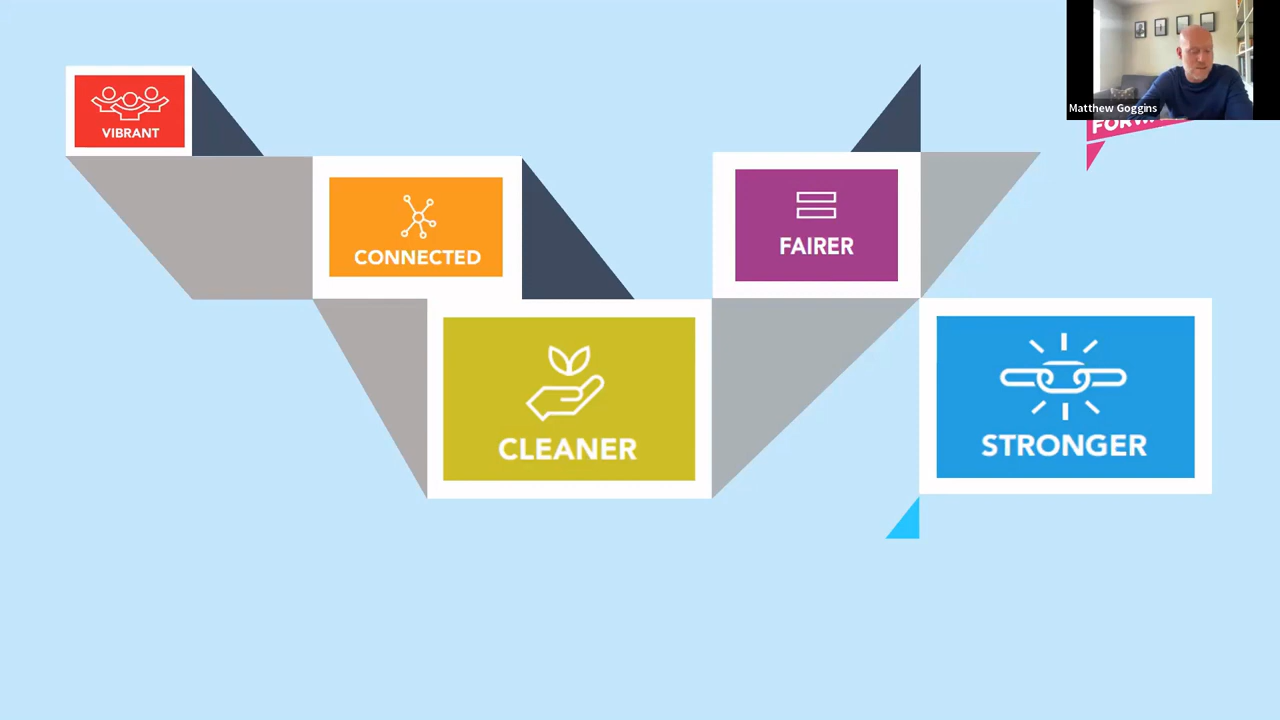 Matthew Goggins
VIBRANT
CONNECTED
FAIRER
CLEANER
STRONGER